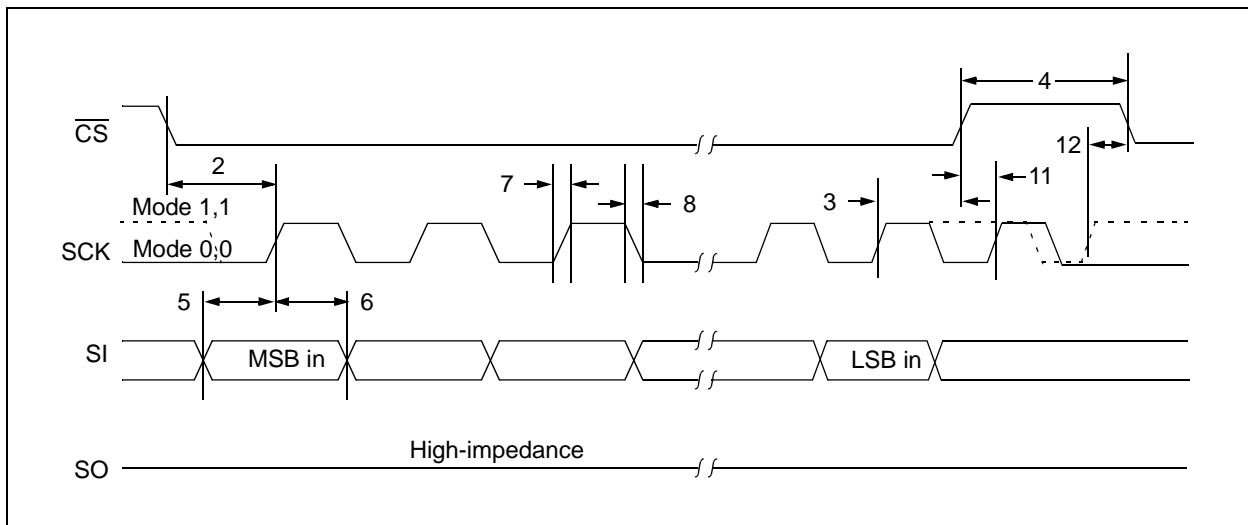 4
CS
12
2
7
8
3
11
Mode 1,1
SCK
Mode 0,0
5
6
SI
MSB in
LSB in
High-impedance
SO